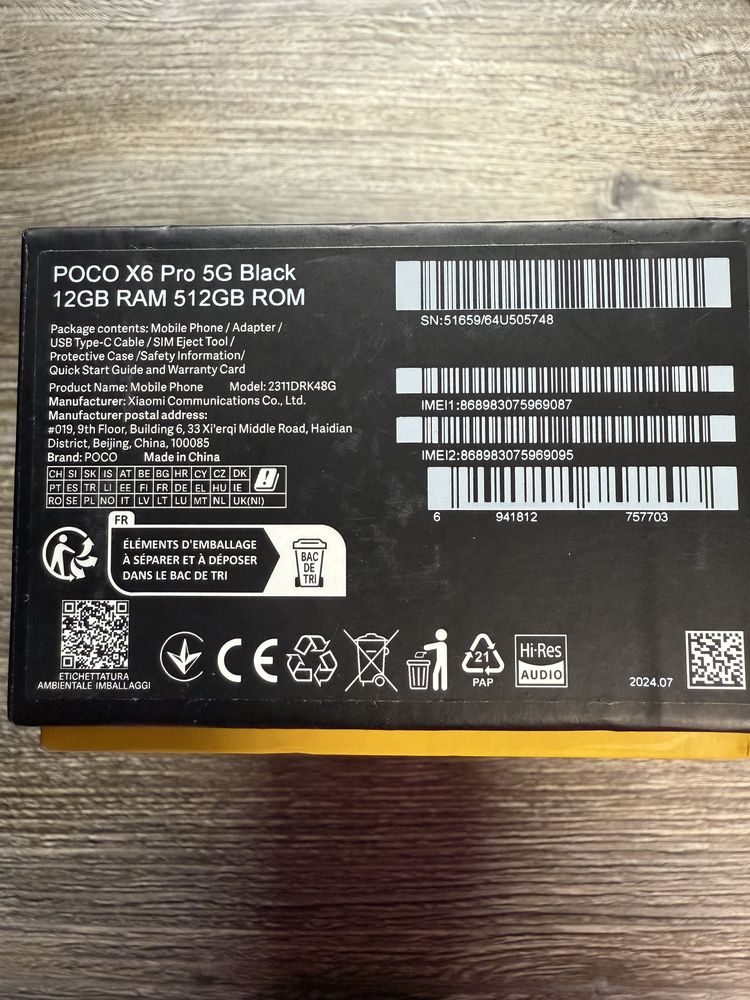 POCO X6 Pro 5G Black
12GB RAM 512GB ROM
Package contents: Mobile Phone / Adapter /
USB Type-C Cable / SIM Eject Tool /
Protective Case /Safety Information/
Quick Start Guide and Warranty Card
Product Name: Mobile Phone Model: 2311DRK48G
Manufacturer: Xiaomi Communications Co., Ltd.
Manufacturer postal address:
#019, 9th Floor, Building 6, 33 Xi'erqi Middle Road, Haidian
District, Beijing, China, 100085
Brand: POCO Made in China
CH SI SK IS AT BE BG HR CY CZ DK
PT ES TR LI EE FI FR DE EL HU IE
RO SE PL NO IT LV LT LU MT NL UK(NI)
FR
ÉLÉMENTS D'EMBALLAGE
À SÉPARER ET À DÉPOSER
DANS LE BAC DE TRI
BAC
DE
TRI
ETICHETTATURA
AMBIENTALE IMBALLAGGI
CE
21
PAP
Hi-Res
AUDIO
2024.07
SN:51659/64U505748
IMEI1:868983075969087
IMEI2:868983075969095
6 941812 757703